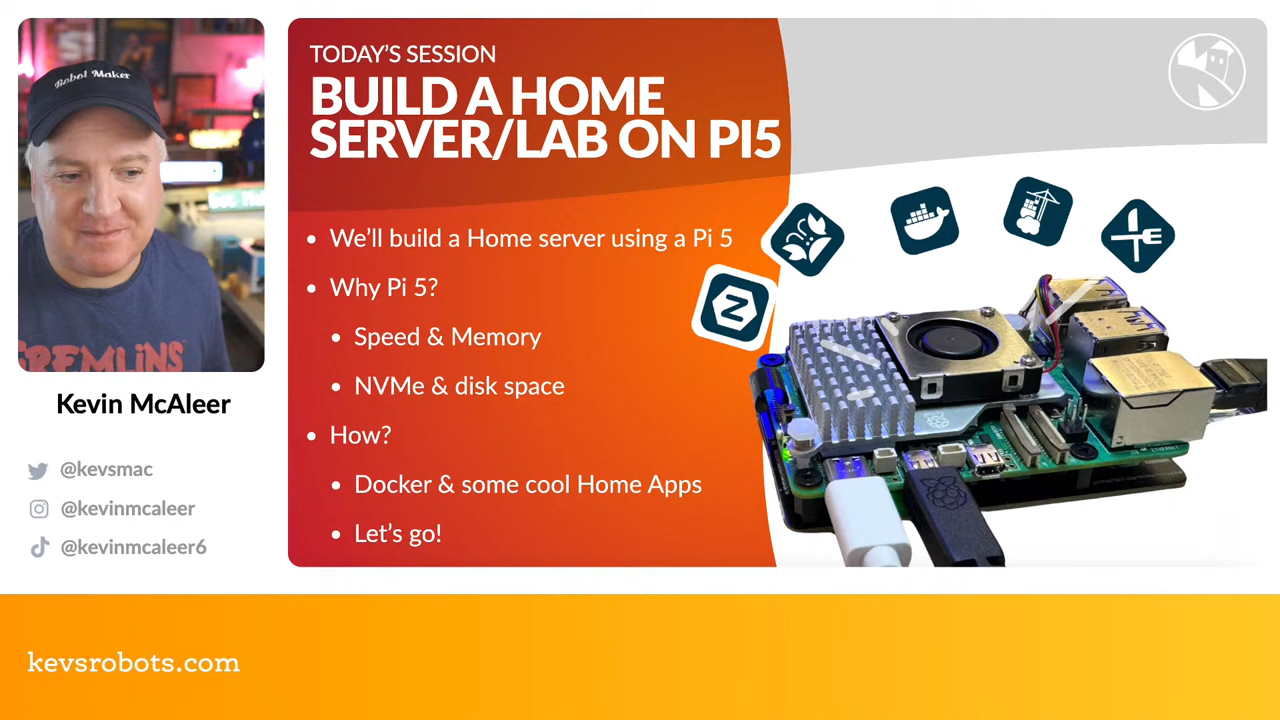 Robot Maker
GREMLINS
Kevin McAleer
@kevsmac
@kevinmcaleer
@kevinmcaleer6
TODAY'S SESSION
BUILD A HOME
SERVER/LAB ON PI5
• We'll build a Home server using a Pi 5
• Why Pi 5?
• Speed & Memory
• NVMe & disk space
• How?
• Docker & some cool Home Apps
• Let's go!
Z
kevsrobots.com